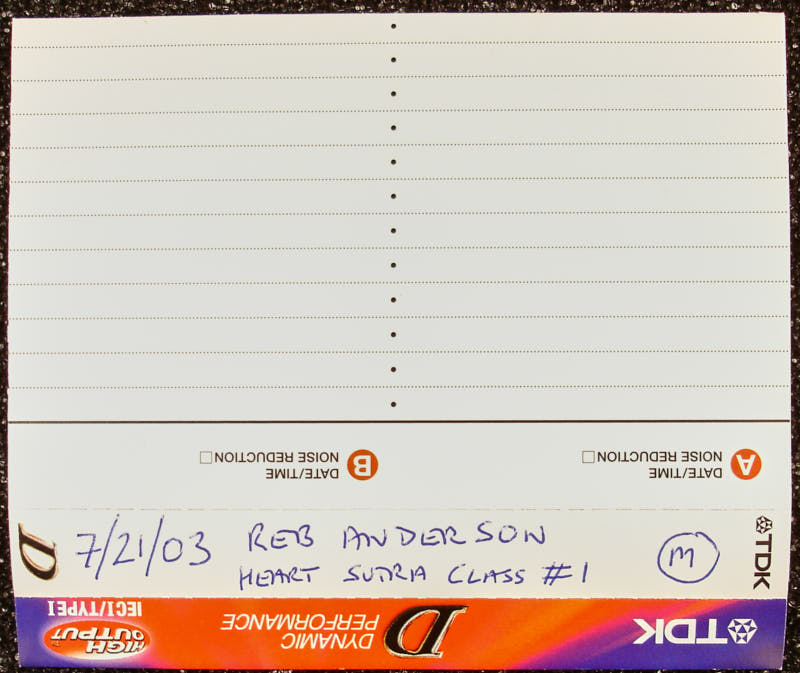 B DATE/TIME
NOISE REDUCTION
A DATE/TIME
NOISE REDUCTION
D
7/21/03 REB ANDERSON
HEART SUTRA CLASS #1
M
TDK
HIGH OUTPUT
IECI/TYPE I
DYNAMIC
PERFORMANCE
D
TDK